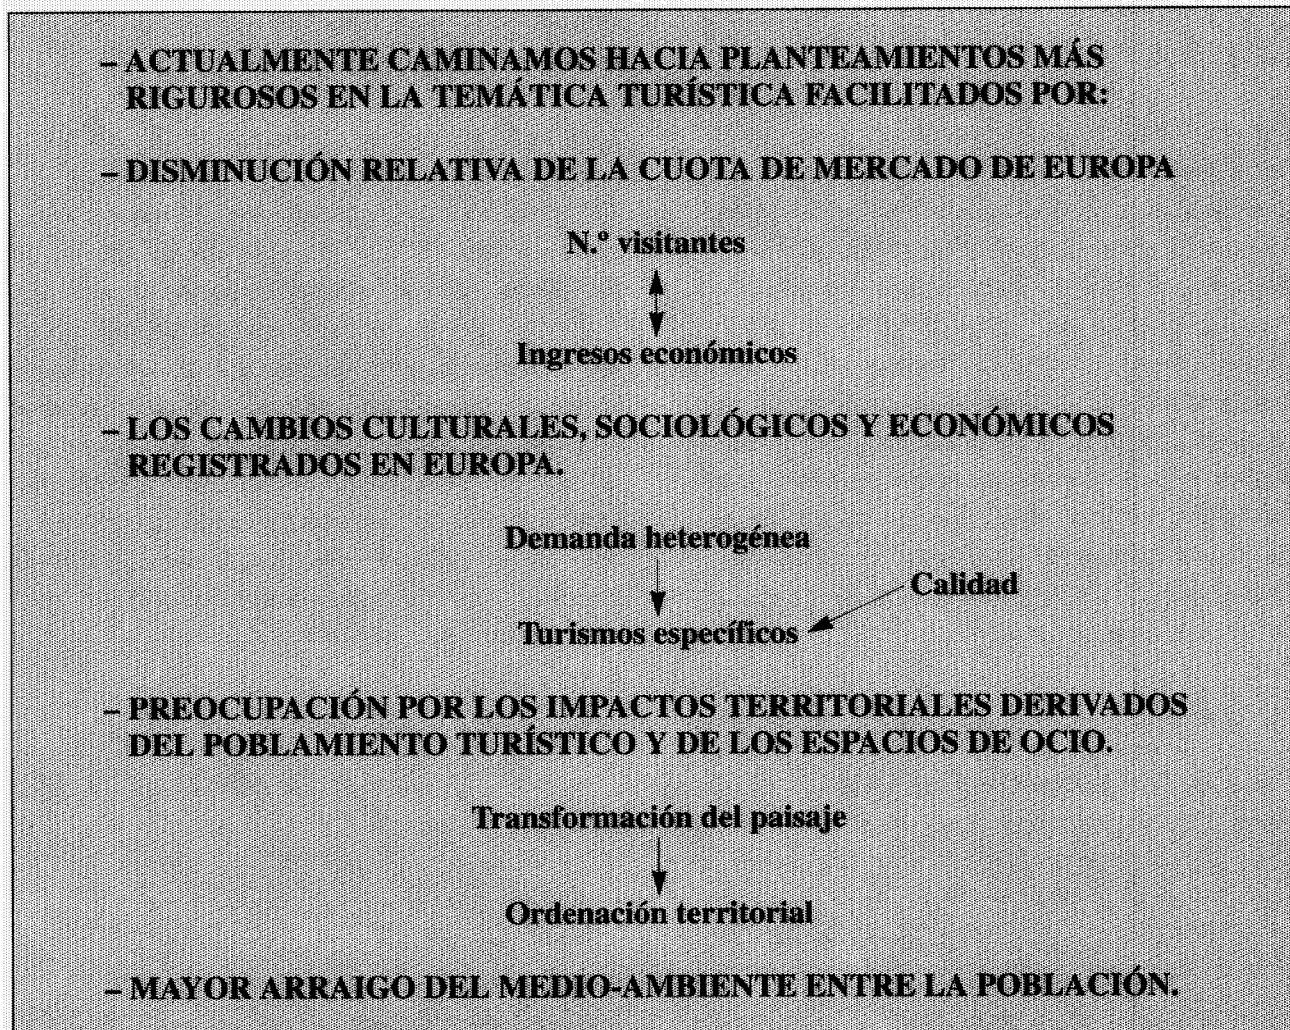 – ACTUALMENTE CAMINAMOS HACIA PLANTEAMIENTOS MÁS
RIGUROSOS EN LA TEMÁTICA TURÍSTICA FACILITADOS POR:
– DISMINUCIÓN RELATIVA DE LA CUOTA DE MERCADO DE EUROPA
N.º visitantes
Ingresos económicos
– LOS CAMBIOS CULTURALES, SOCIOLÓGICOS Y ECONÓMICOS
REGISTRADOS EN EUROPA.
Demanda heterogénea
Calidad
Turismos específicos
– PREOCUPACIÓN POR LOS IMPACTOS TERRITORIALES DERIVADOS
DEL POBLAMIENTO TURÍSTICO Y DE LOS ESPACIOS DE OCIO.
Transformación del paisaje
Ordenación territorial
– MAYOR ARRAIGO DEL MEDIO-AMBIENTE ENTRE LA POBLACIÓN.